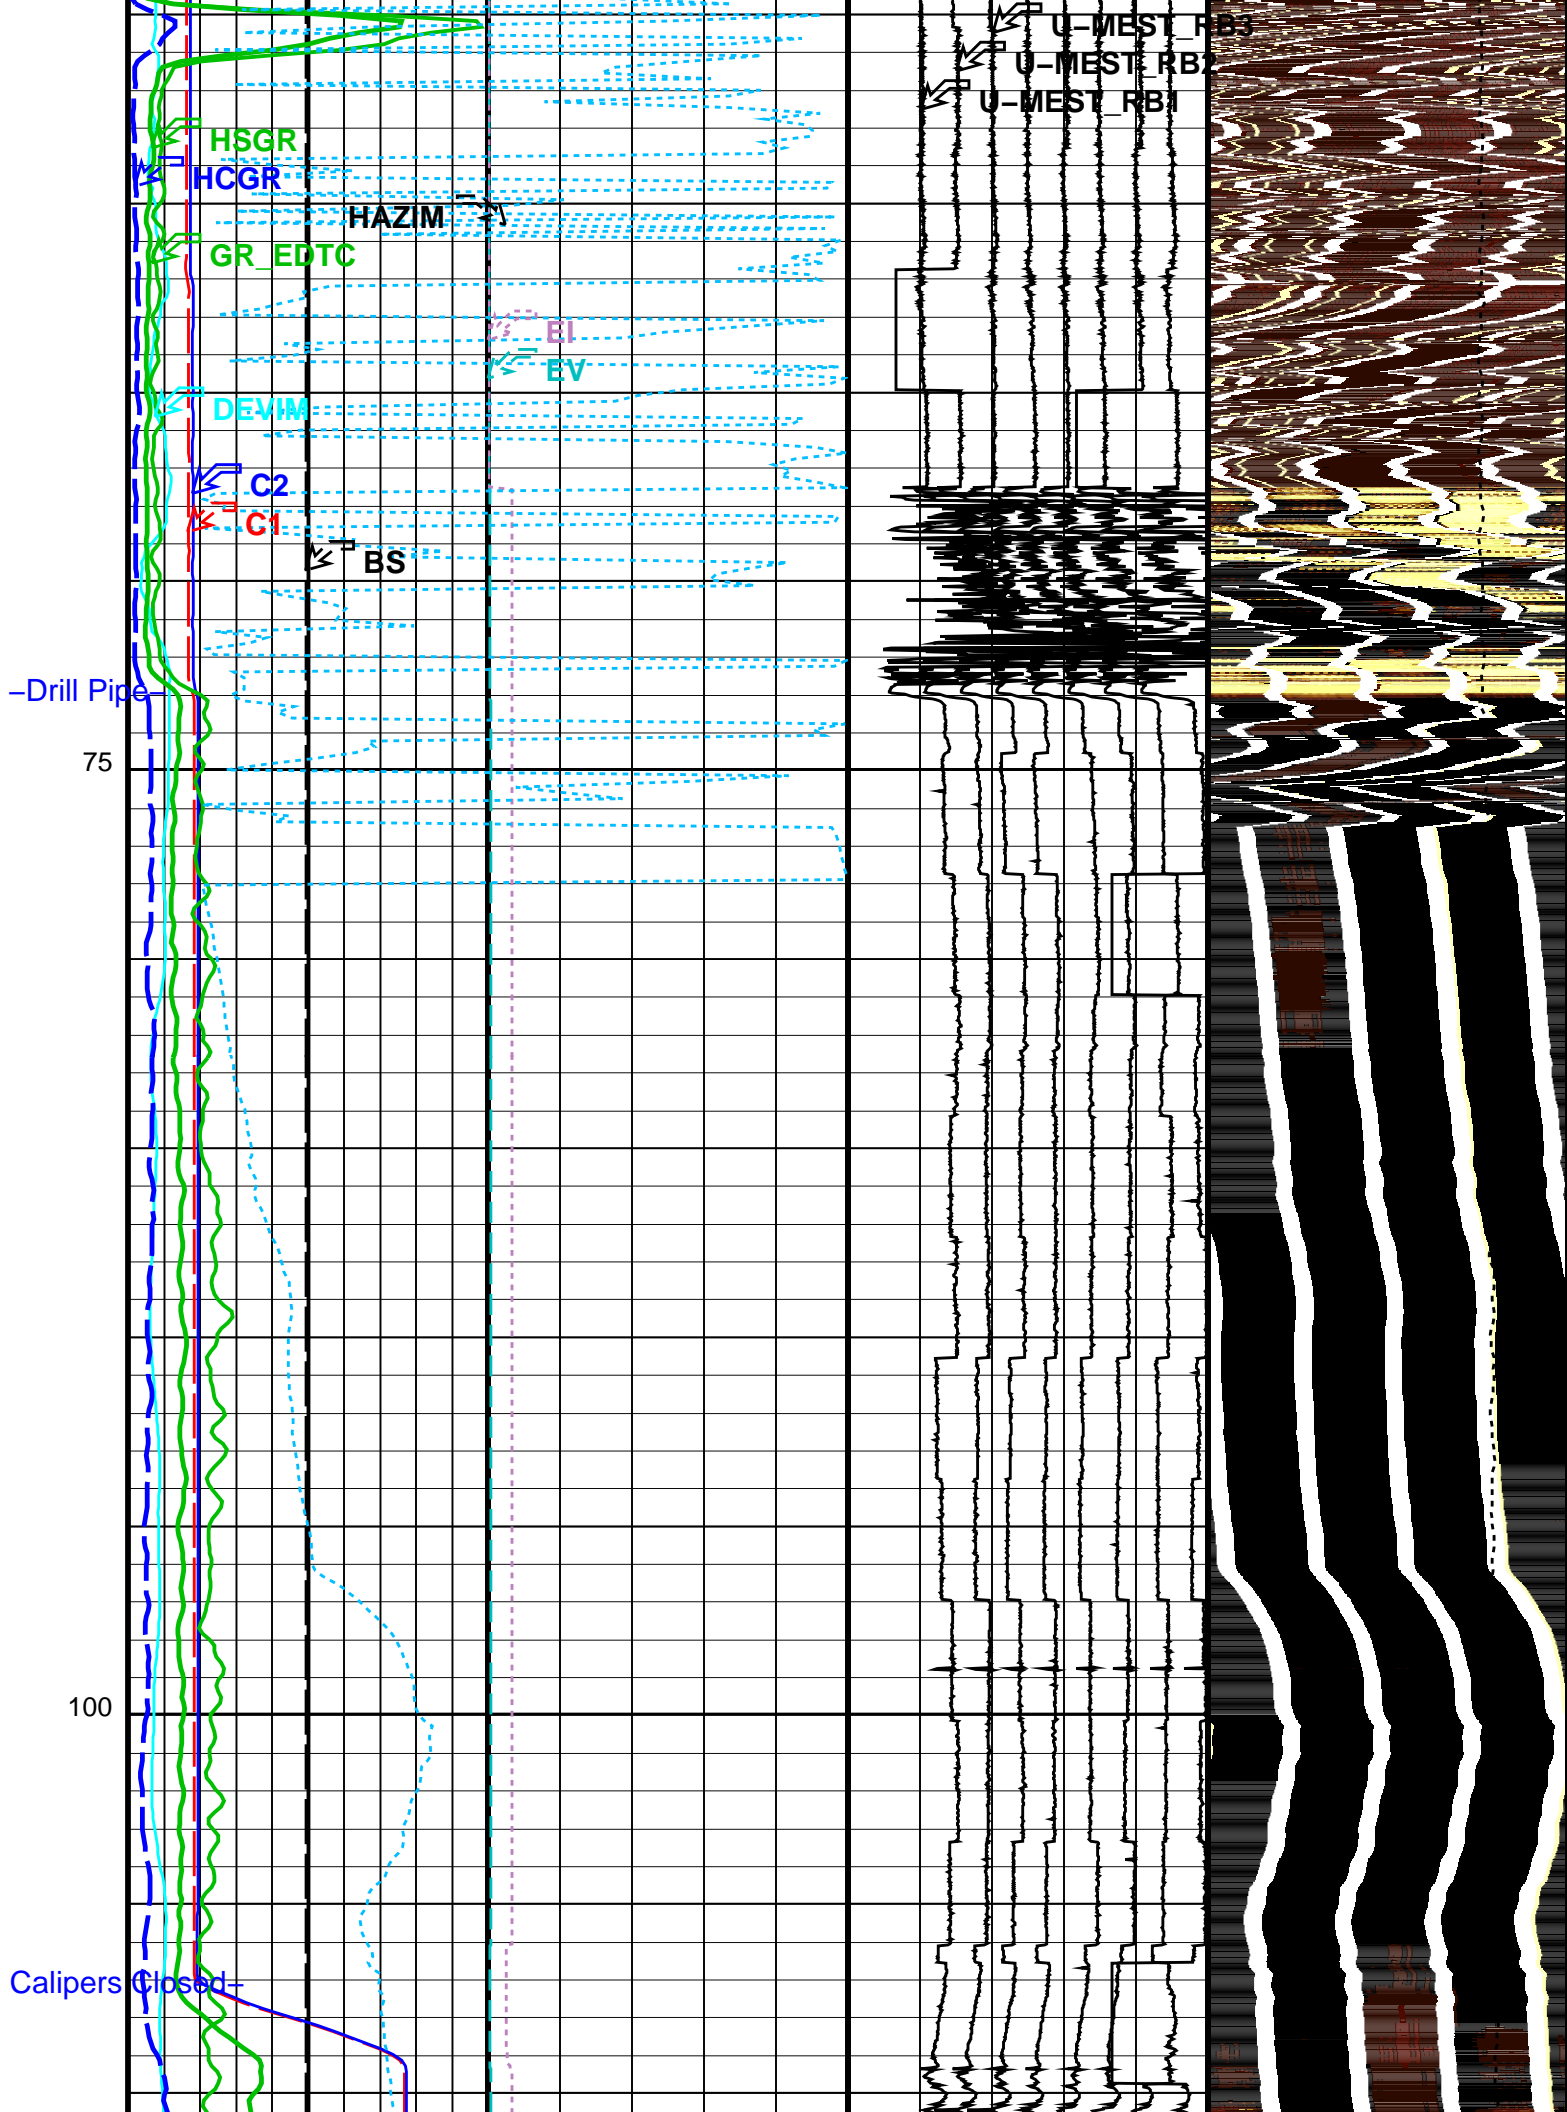 U–MEST_RB3
U–MEST_RB2
U–MEST_RB1
HSGR
HCGR
HAZIM
GR_EDTC
EI
EV
DEVIM
C2
C1
BS
–Drill Pipe–
75
100
Calipers Closed–